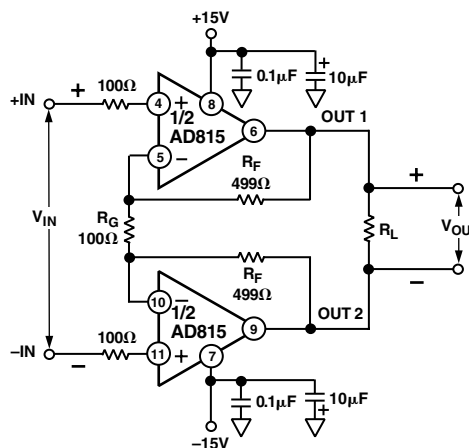 +15V
0.1µF
10µF
+
+IN
+
100Ω
4
+
8
1/2
AD815
6
OUT 1
5
–
R_F
499Ω
V_IN
R_G
100Ω
R_L
+
V_OU
–
R_F
499Ω
10
–
1/2
AD815
9
OUT 2
–IN
–
100Ω
11
+
7
0.1µF
10µF
+
–15V